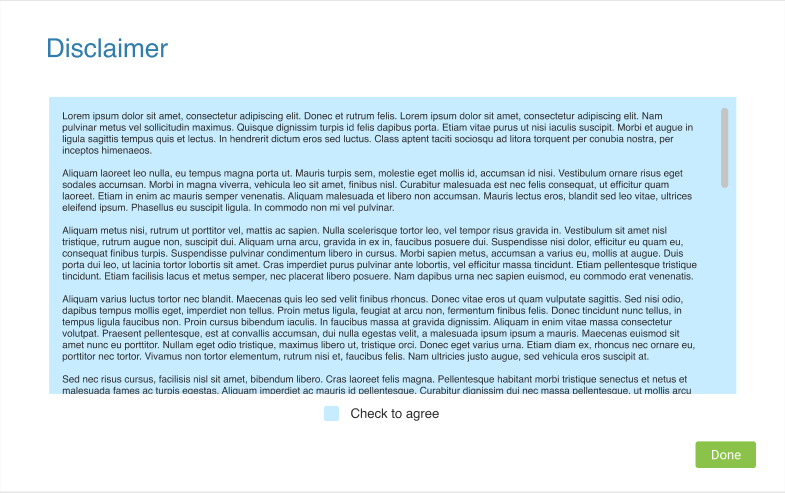 Disclaimer
Lorem ipsum dolor sit amet, consectetur adipiscing elit. Donec et rutrum felis. Lorem ipsum dolor sit amet, consectetur adipiscing elit. Nam
pulvinar metus vel sollicitudin maximus. Quisque dignissim turpis id felis dapibus porta. Etiam vitae purus ut nisi iaculis suscipit. Morbi et augue in
ligula sagittis tempus quis et lectus. In hendrerit dictum eros sed luctus. Class aptent taciti sociosqu ad litora torquent per conubia nostra, per
inceptos himenaeos.
Aliquam laoreet leo nulla, eu tempus magna porta ut. Mauris turpis sem, molestie eget mollis id, accumsan id nisi. Vestibulum ornare risus eget
sodales accumsan. Morbi in magna viverra, vehicula leo sit amet, finibus nisl. Curabitur malesuada est nec felis consequat, ut efficitur quam
laoreet. Etiam in enim ac mauris semper venenatis. Aliquam malesuada et libero non accumsan. Mauris lectus eros, blandit sed leo vitae, ultrices
eleifend ipsum. Phasellus eu suscipit ligula. In commodo non mi vel pulvinar.
Aliquam metus nisi, rutrum ut porttitor vel, mattis ac sapien. Nulla scelerisque tortor leo, vel tempor risus gravida in. Vestibulum sit amet nisl
tristique, rutrum augue non, suscipit dui. Aliquam urna arcu, gravida in ex in, faucibus posuere dui. Suspendisse nisi dolor, efficitur eu quam eu,
consequat finibus turpis. Suspendisse pulvinar condimentum libero in cursus. Morbi sapien metus, accumsan a varius eu, mollis at augue. Duis
porta dui leo, ut lacinia tortor lobortis sit amet. Cras imperdiet purus pulvinar ante lobortis, vel efficitur massa tincidunt. Etiam pellentesque tristique
tincidunt. Etiam facilisis lacus et metus semper, nec placerat libero posuere. Nam dapibus urna nec sapien euismod, eu commodo erat venenatis.
Aliquam varius luctus tortor nec blandit. Maecenas quis leo sed velit finibus rhoncus. Donec vitae eros ut quam vulputate sagittis. Sed nisi odio,
dapibus tempus mollis eget, imperdiet non tellus. Proin metus ligula, feugiat at arcu non, fermentum finibus felis. Donec tincidunt nunc tellus, in
tempus ligula faucibus non. Proin cursus bibendum iaculis. In faucibus massa at gravida dignissim. Aliquam in enim vitae massa consectetur
volutpat. Praesent pellentesque, est at convallis accumsan, dui nulla egestas velit, a malesuada ipsum ipsum a mauris. Maecenas euismod sit
amet nunc eu porttitor. Nullam eget odio tristique, maximus libero ut, tristique orci. Donec eget varius urna. Etiam diam ex, rhoncus nec ornare eu,
porttitor nec tortor. Vivamus non tortor elementum, rutrum nisi et, faucibus felis. Nam ultricies justo augue, sed vehicula eros suscipit at.
Sed nec risus cursus, facilisis nisl sit amet, bibendum libero. Cras laoreet felis magna. Pellentesque habitant morbi tristique senectus et netus et
malesuada fames ac turpis egestas. Aliquam imperdiet ac mauris id pellentesque. Curabitur dignissim dui nec massa pellentesque, ut mollis arcu
Check to agree
Done